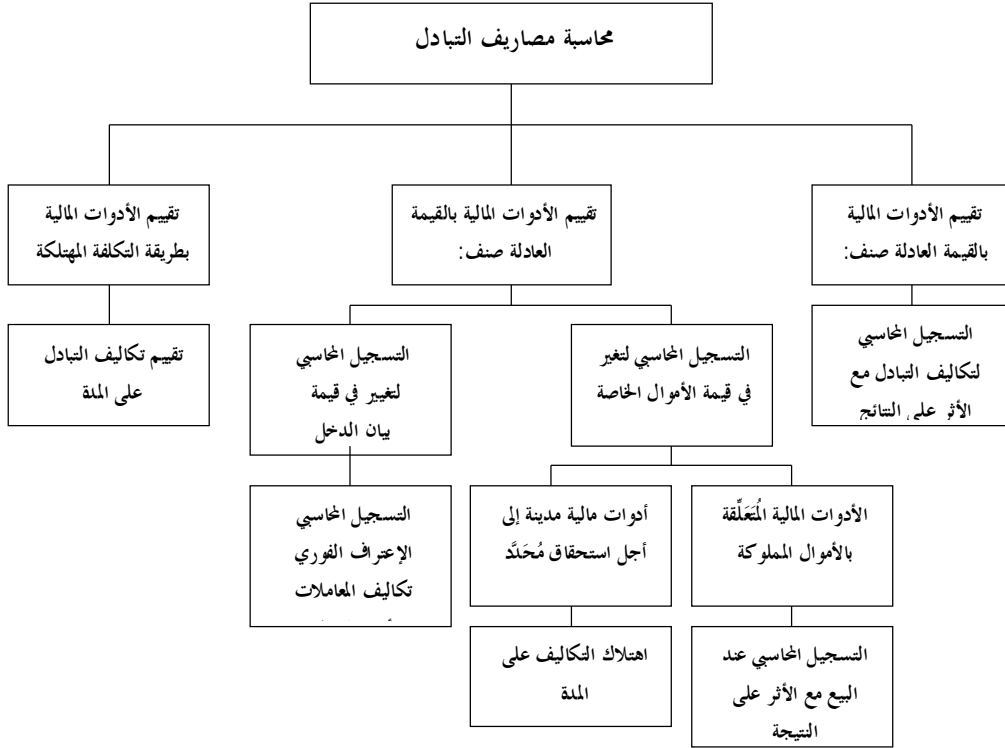 محاسبة مصاريف التبادل
تقييم الأدوات المالية
بالقيمة العادلة صنف:
تقييم الأدوات المالية بالقيمة
العادلة صنف:
تقييم الأدوات المالية
بطريقة التكلفة المهتلكة
التسجيل المحاسبي
لتكاليف التبادل مع
الأثر على النتائج
التسجيل المحاسبي لتغير
في قيمة الأموال الخاصة
التسجيل المحاسبي
لتغيير في قيمة
بيان الدخل
تقييم تكاليف التبادل
على المدة
الأدوات المالية المُتَعَلِّقة
بالأموال المملوكة
أدوات مالية مدينة إلى
أجل استحقاق مُحَدَّد
التسجيل المحاسبي
الإعتراف الفوري
تكاليف المعاملات
التسجيل المحاسبي عند
البيع مع الأثر على
النتيجة
اهتلاك التكاليف على
المدة